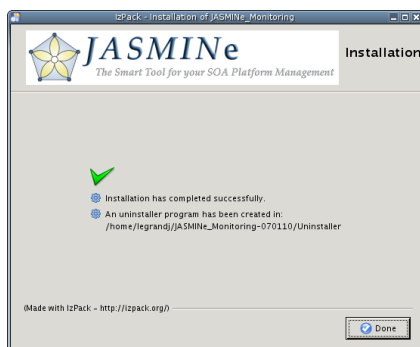 IzPack - Installation of JASMINe_Monitoring
JASMINe
The Smart Tool for your SOA Platform Management
Installation
Installation has completed successfully.
An uninstaller program has been created in:
/home/legrandj/JASMINe_Monitoring-070110/Uninstaller
(Made with IzPack - http://izpack.org/)
Done